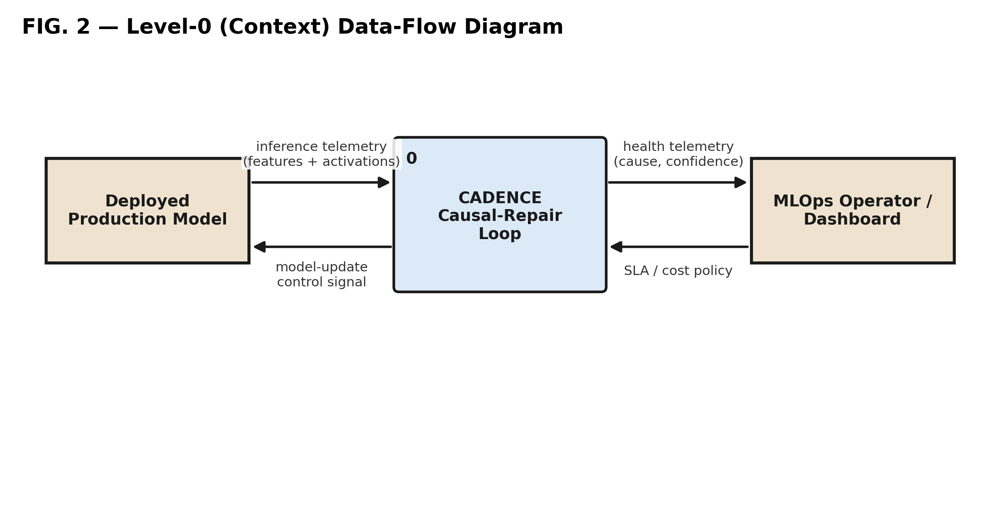 FIG. 2 — Level-0 (Context) Data-Flow Diagram
inference telemetry
(features + activations)
0
health telemetry
(cause, confidence)
Deployed
Production Model
CADENCE
Causal-Repair
Loop
MLOps Operator /
Dashboard
model-update
control signal
SLA / cost policy